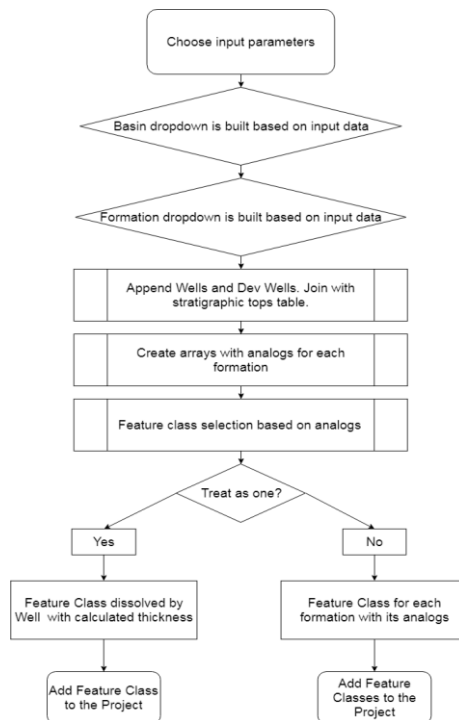 Choose input parameters
Basin dropdown is built based on input data
Formation dropdown is built based on input data
Append Wells and Dev Wells. Join with
stratigraphic tops table.
Create arrays with analogs for each
formation
Feature class selection based on analogs
Treat as one?
Yes
No
Feature Class dissolved by
Well with calculated thickness
Feature Class for each
formation with its analogs
Add Feature Class
to the Project
Add Feature
Classes to the
Project